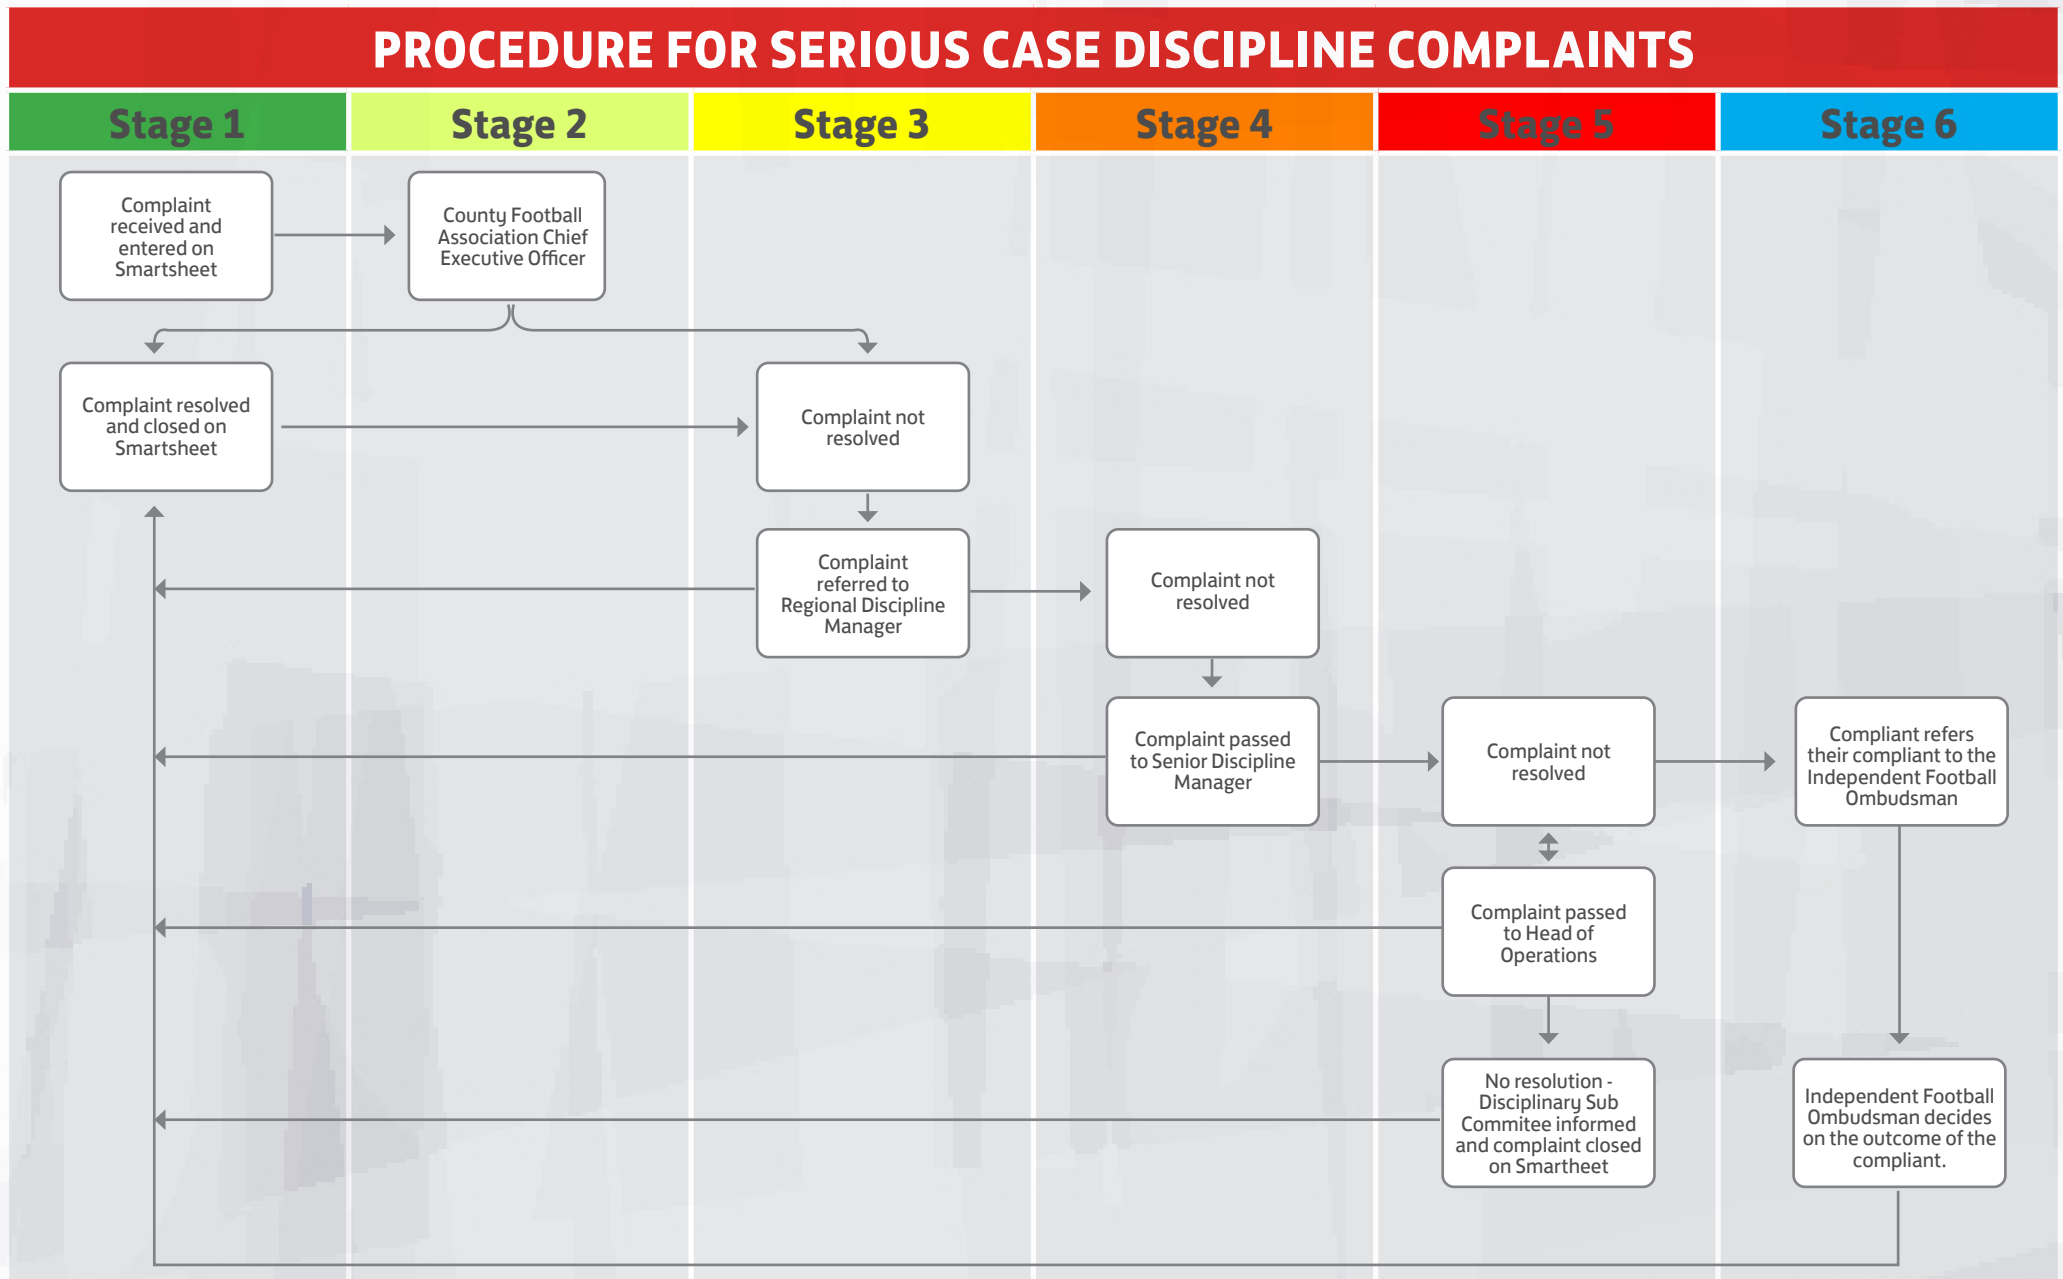 PROCEDURE FOR SERIOUS CASE DISCIPLINE COMPLAINTS
Stage 1
Stage 2
Stage 3
Stage 4
Stage 5
Stage 6
Complaint
received and
entered on
Smartsheet
County Football
Association Chief
Executive Officer
Complaint resolved
and closed on
Smartsheet
Complaint not
resolved
Complaint
referred to
Regional Discipline
Manager
Complaint not
resolved
Complaint passed
to Senior Discipline
Manager
Complaint not
resolved
Compliant refers
their compliant to the
Independent Football
Ombudsman
Complaint passed
to Head of
Operations
No resolution -
Disciplinary Sub
Commitee informed
and complaint closed
on Smartheet
Independent Football
Ombudsman decides
on the outcome of the
compliant.